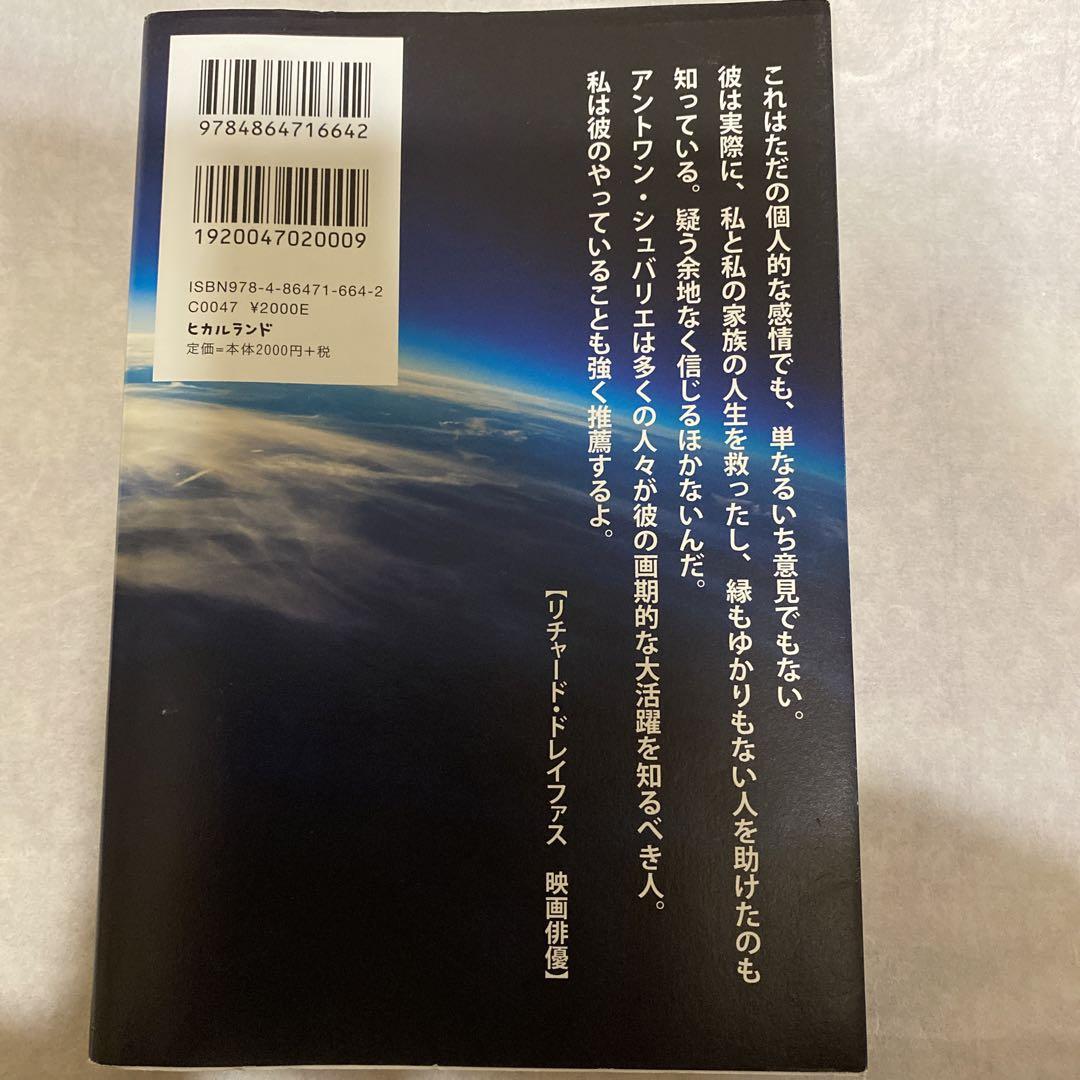 9784864716642
1920047020009
ISBN978-4-86471-664-2
C0047 ¥2000E
ヒカルランド
定価=本体2000円+税
これはただの個人的な感情でも、単なるいち意見でもない。
彼は実際に、私と私の家族の人生を救ったし、縁もゆかりもない人を助けたのも
知っている。疑う余地なく信じるほかないんだ。
アントワン・シュバリエは多くの人々が彼の画期的な大活躍を知るべき人。
私は彼のやっていることも強く推薦するよ。
【リチャード・ドレイファス 映画俳優】